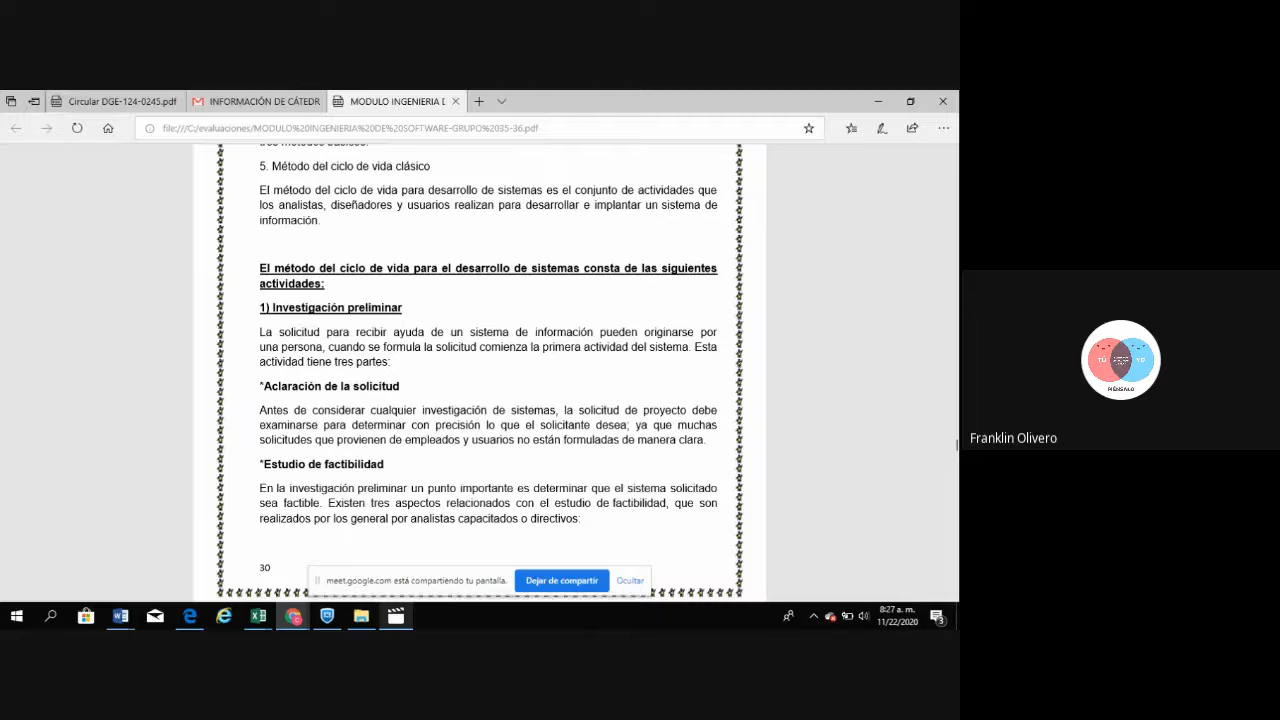 Circular DGE-124-0245.pdf
INFORMACIÓN DE CÁTEDR
MODULO INGENIERIA D
file:///C:/evaluaciones/MODULO%20INGENIERIA%20DE%20SOFTWARE-GRUPO%2035-36.pdf
5. Método del ciclo de vida clásico
El método del ciclo de vida para desarrollo de sistemas es el conjunto de actividades que
los analistas, diseñadores y usuarios realizan para desarrollar e implantar un sistema de
información.
El método del ciclo de vida para el desarrollo de sistemas consta de las siguientes
actividades:
1) Investigación preliminar
La solicitud para recibir ayuda de un sistema de información pueden originarse por
una persona, cuando se formula la solicitud comienza la primera actividad del sistema. Esta
actividad tiene tres partes:
*Aclaración de la solicitud
Antes de considerar cualquier investigación de sistemas, la solicitud de proyecto debe
examinarse para determinar con precisión lo que el solicitante desea; ya que muchas
solicitudes que provienen de empleados y usuarios no están formuladas de manera clara.
*Estudio de factibilidad
En la investigación preliminar un punto importante es determinar que el sistema solicitado
sea factible. Existen tres aspectos relacionados con el estudio de factibilidad, que son
realizados por los general por analistas capacitados o directivos:
30
meet.google.com está compartiendo tu pantalla.
Dejar de compartir
Ocultar
8:27 a. m.
11/22/2020
3
TÚ
YO
PIÉNSALO
Franklin Olivero